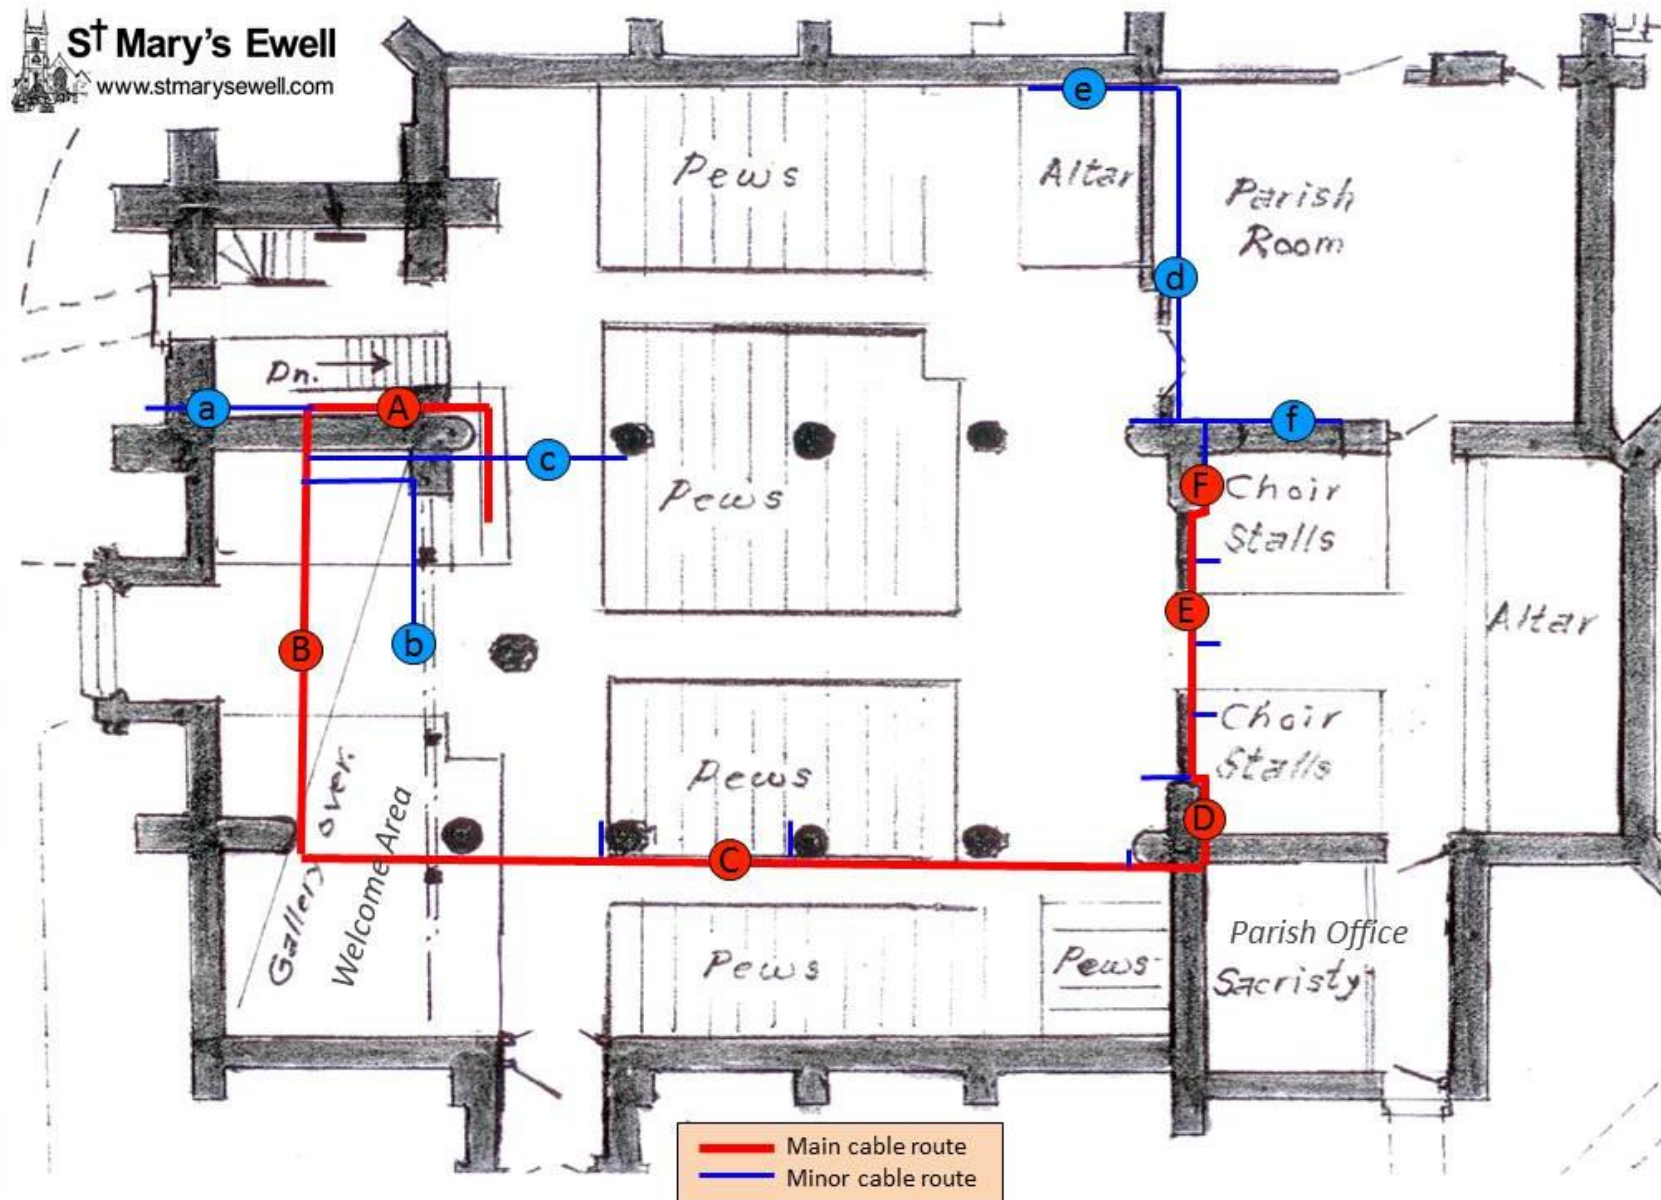 St Mary's Ewell
www.stmarysewell.com
e
Pews
Altar
Parish
Room
d
Dn.
a
A
f
c
F
Choir
Stalls
Pews
E
Altar
B
b
Choir
Stalls
Pews
D
C
Gallery over.
Welcome Area
Pews
Pews
Parish Office
Sacristy
Main cable route
Minor cable route